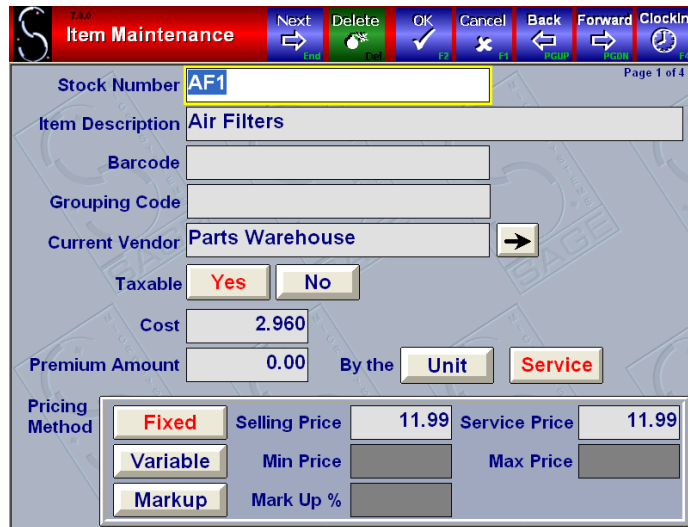 7.0.0
Item Maintenance
Next
End
Delete
Del
OK
F2
Cancel
F1
Back
PGUP
Forward
PGDN
ClockIn
F4
Page 1 of 4
Stock Number AF1
Item Description Air Filters
Barcode
Grouping Code
Current Vendor Parts Warehouse
Taxable Yes No
Cost 2.960
Premium Amount 0.00 By the Unit Service
Pricing
Method
Fixed Selling Price 11.99 Service Price 11.99
Variable Min Price Max Price
Markup Mark Up %
SAGE
SAGE